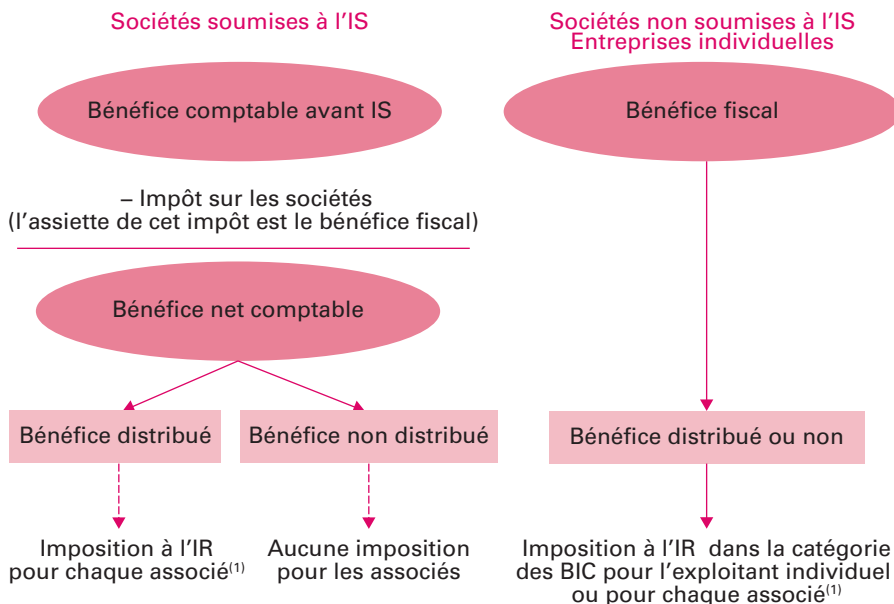 Sociétés soumises à l'IS
Bénéfice comptable avant IS
– Impôt sur les sociétés
(l'assiette de cet impôt est le bénéfice fiscal)
Bénéfice net comptable
Bénéfice distribué
Bénéfice non distribué
Imposition à l'IR
pour chaque associé(1)
Aucune imposition
pour les associés
Sociétés non soumises à l'IS
Entreprises individuelles
Bénéfice fiscal
Bénéfice distribué ou non
Imposition à l'IR dans la catégorie
des BIC pour l'exploitant individuel
ou pour chaque associé(1)